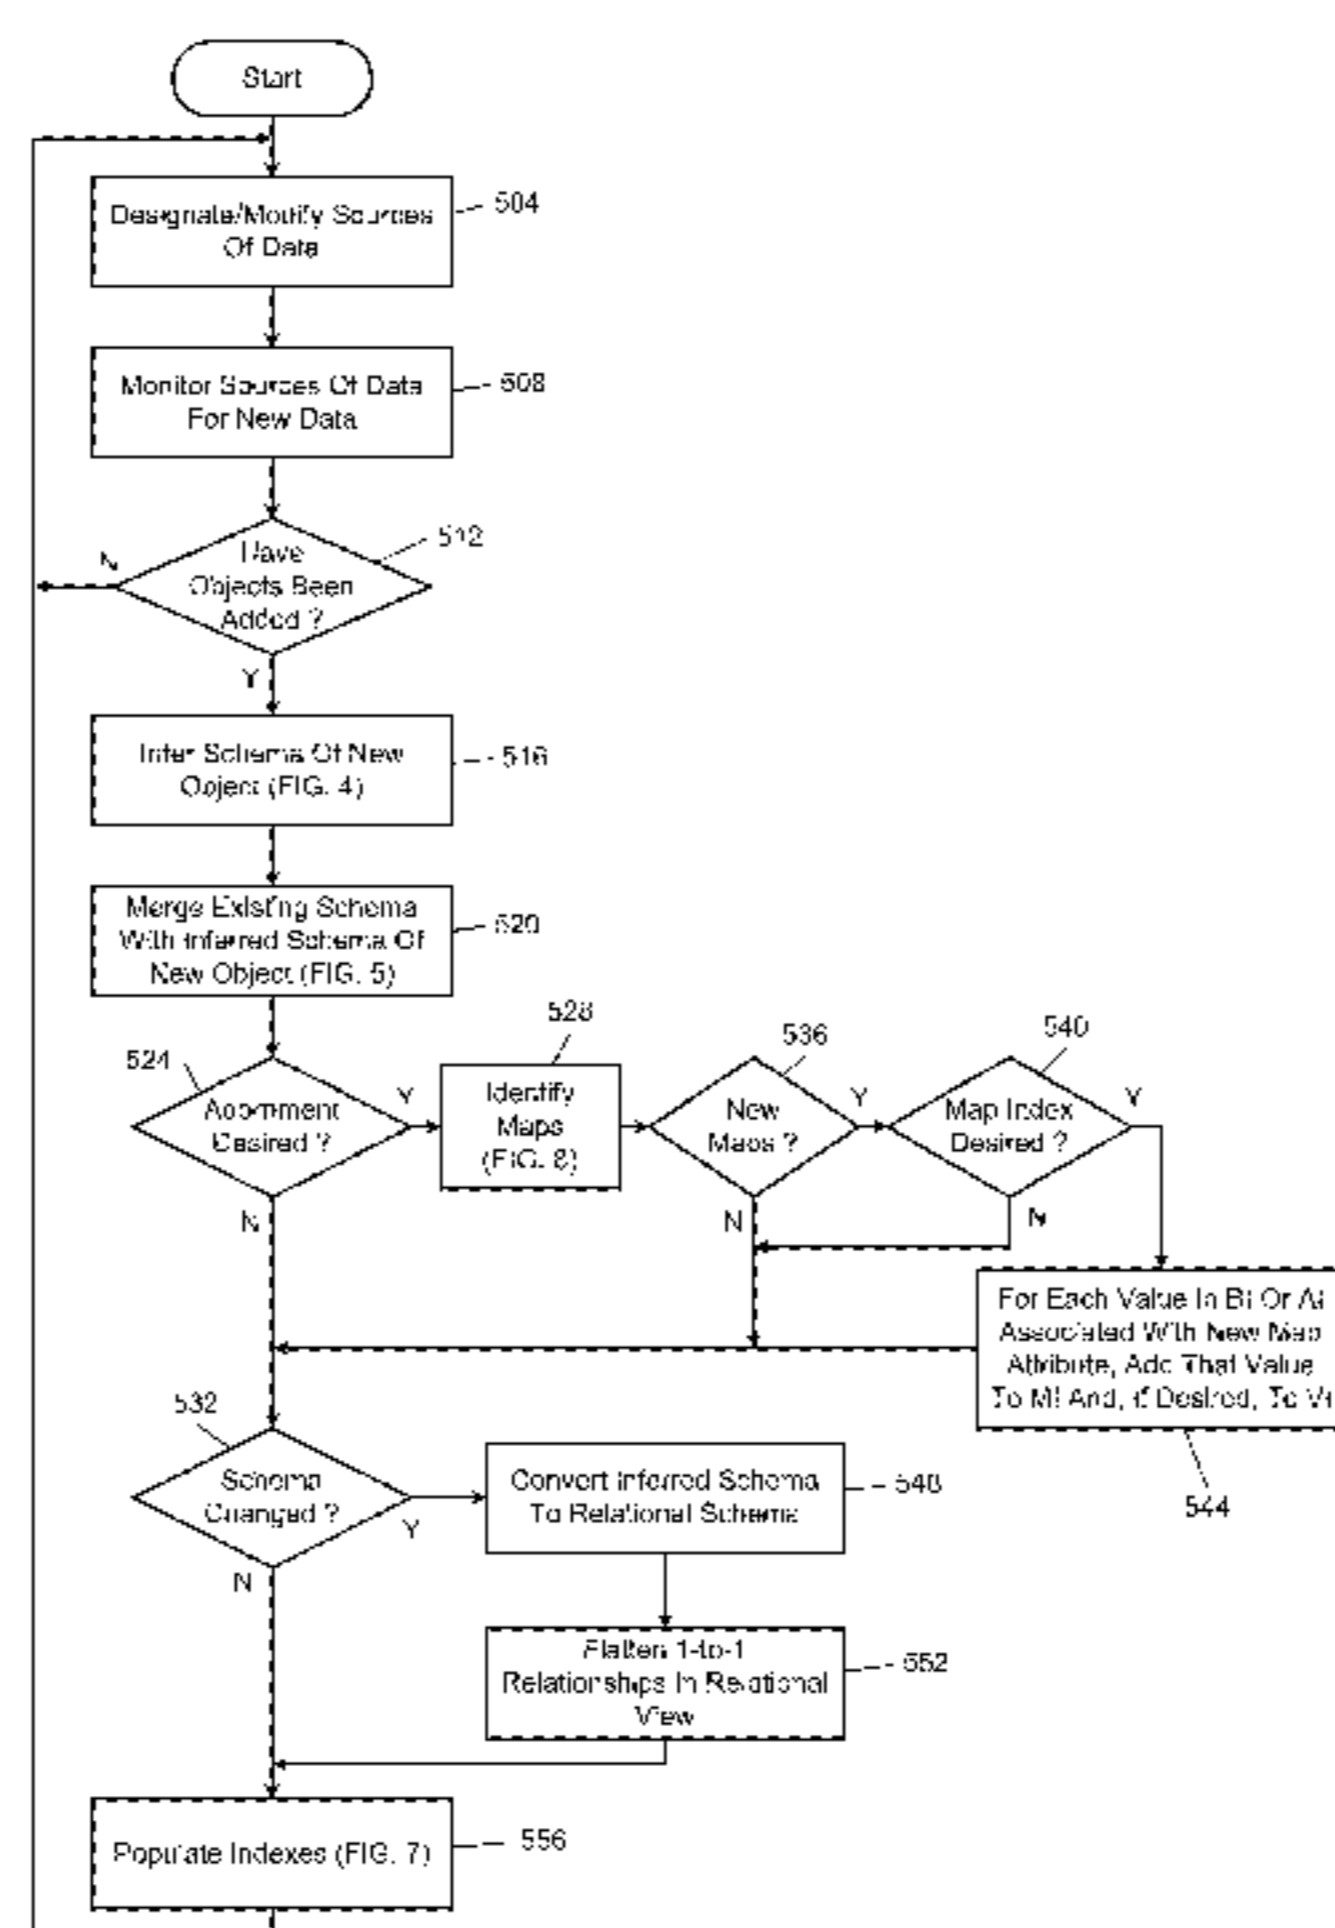 Start
Designate/Modify Sources
Of Data
504
Monitor Sources Of Data
For New Data
508
Have
Objects Been
Added ?
512
N
Y
Infer Schema Of New
Object (FIG. 4)
516
Merge Existing Schema
With Inferred Schema Of
New Object (FIG. 5)
520
524
Adornment
Desired ?
Y
N
528
Identify
Maps
(FIG. 8)
536
New
Maps ?
Y
N
540
Map Index
Desired ?
Y
N
For Each Value In BI Or AI
Associated With New Map
Attribute, Add That Value
To MI And, If Desired, To VI
544
532
Schema
Changed ?
Y
N
Convert Inferred Schema
To Relational Schema
548
Flatten 1-to-1
Relationships In Relational
View
552
Populate Indexes (FIG. 7)
556